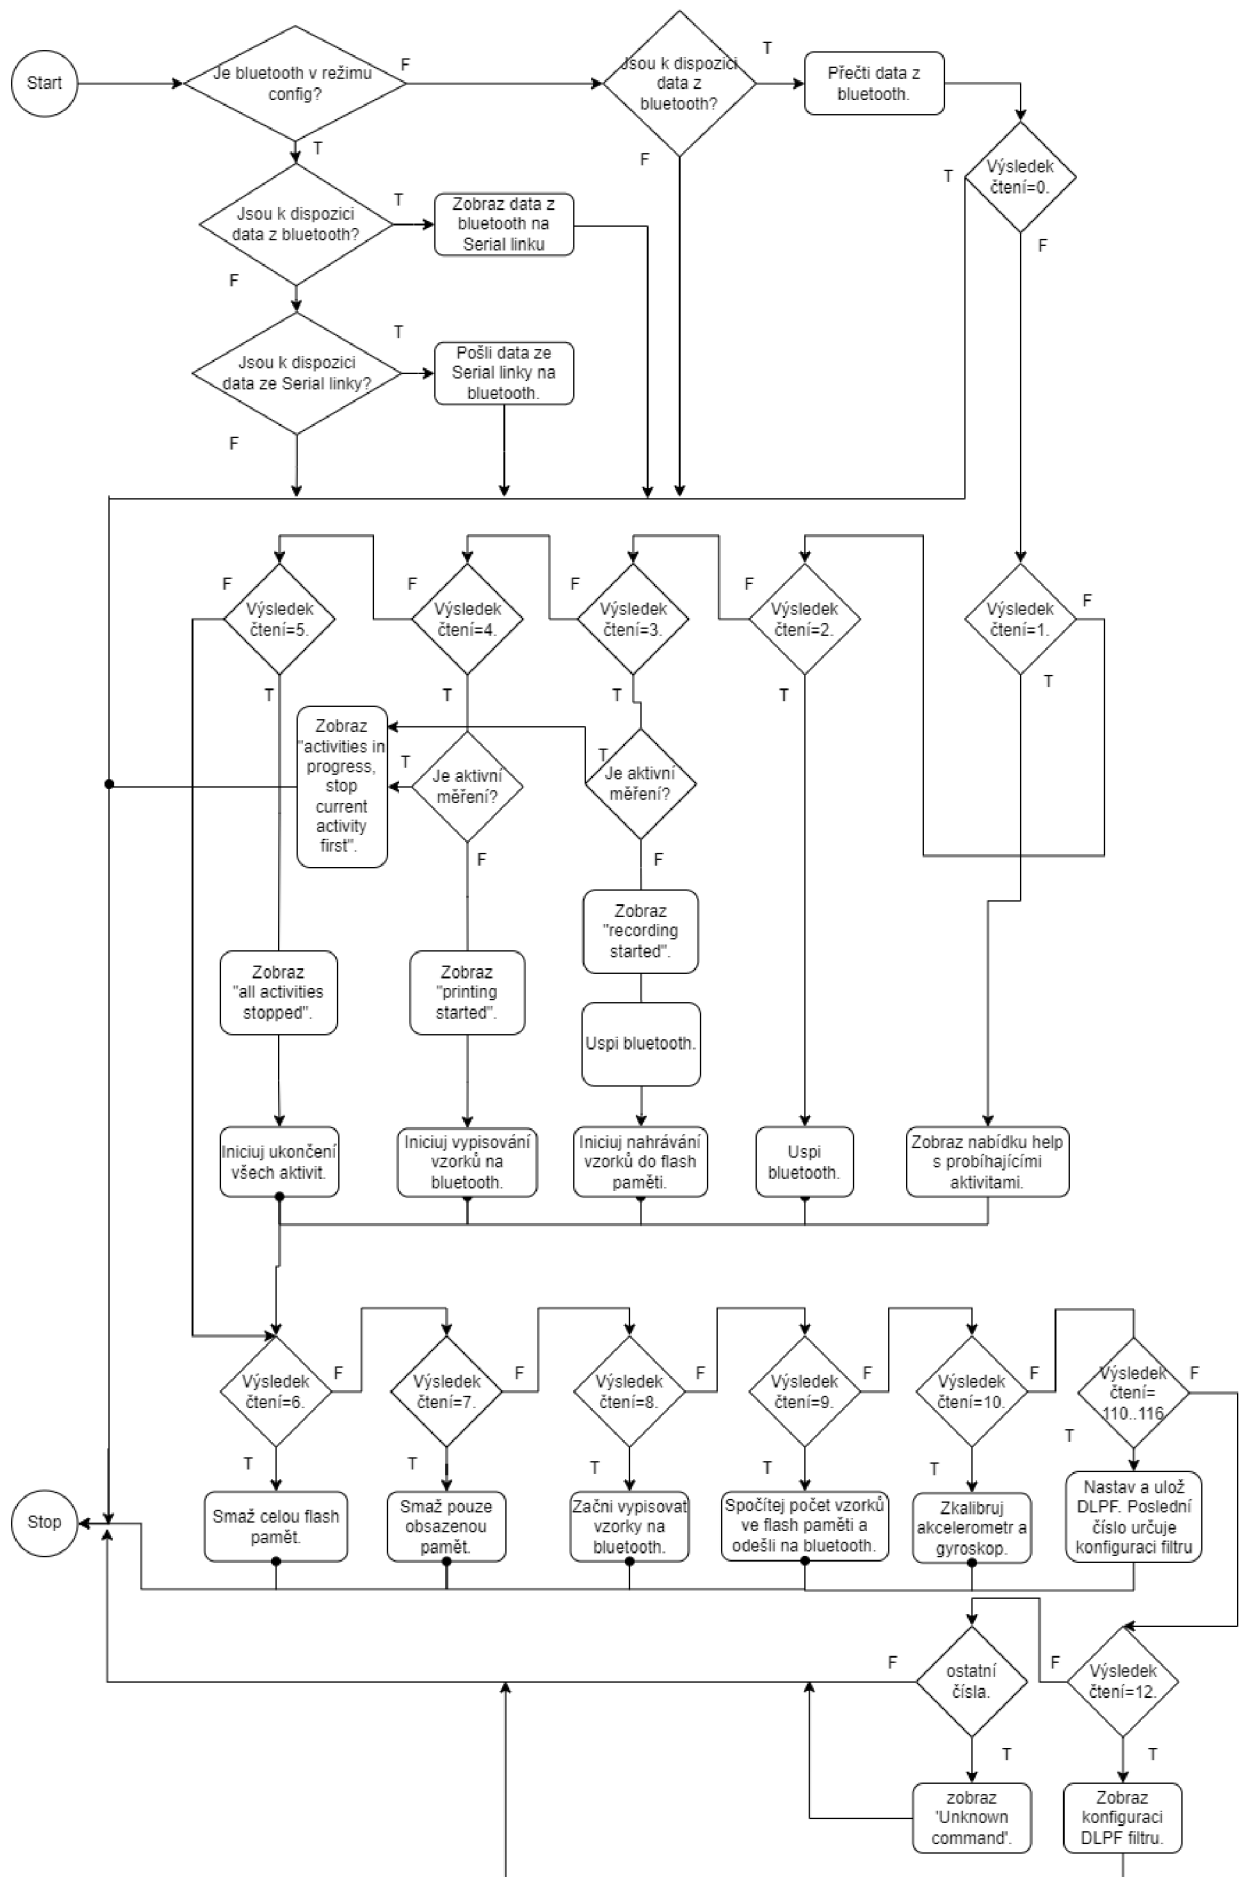 Start
Je bluetooth v režimu
config?
F
T
Jsou k dispozici
data z
bluetooth?
T
F
Přečti data z
bluetooth.
Výsledek
čtení=0.
T
F
Jsou k dispozici
data z bluetooth?
T
F
Zobraz data z
bluetooth na
Serial linku
Jsou k dispozici
data ze Serial linky?
T
F
Pošli data ze
Serial linky na
bluetooth.
F
Výsledek
čtení=5.
T
F
Výsledek
čtení=4.
T
F
Výsledek
čtení=3.
T
F
Výsledek
čtení=2.
T
F
Výsledek
čtení=1.
T
Zobraz
"activities in
progress,
stop
current
activity
first".
T
Je aktivní
měření?
F
T
Je aktivní
měření?
F
Zobraz
"recording
started".
Zobraz
"all activities
stopped".
Zobraz
"printing
started".
Uspi bluetooth.
Iniciuj ukončení
všech aktivit.
Iniciuj vypisování
vzorků na
bluetooth.
Iniciuj nahrávání
vzorků do flash
paměti.
Uspi
bluetooth.
Zobraz nabídku help
s probíhajícími
aktivitami.
Výsledek
čtení=6.
F
T
Výsledek
čtení=7.
F
T
Výsledek
čtení=8.
F
T
Výsledek
čtení=9.
F
T
Výsledek
čtení=10.
F
T
Výsledek
čtení=
110..116.
F
T
Stop
Smaž celou flash
pamět.
Smaž pouze
obsazenou
pamět.
Začni vypisovat
vzorky na
bluetooth.
Spočítej počet vzorků
ve flash paměti a
odešli na bluetooth.
Zkalibruj
akcelerometr a
gyroskop.
Nastav a ulož
DLPF. Poslední
číslo určuje
konfiguraci filtru
F
ostatní
čísla.
T
F
Výsledek
čtení=12.
T
zobraz
'Unknown
command'.
Zobraz
konfiguraci
DLPF filtru.